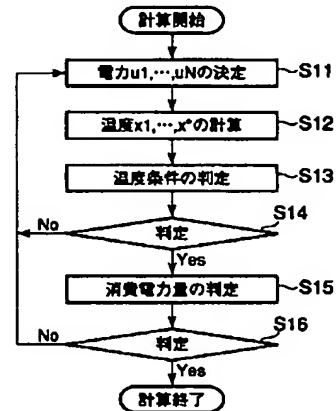 計算開始
電力u1,…,uNの決定
S11
温度x1,…,x*の計算
S12
温度条件の判定
S13
No
判定
S14
Yes
消費電力量の判定
S15
No
判定
S16
Yes
計算終了